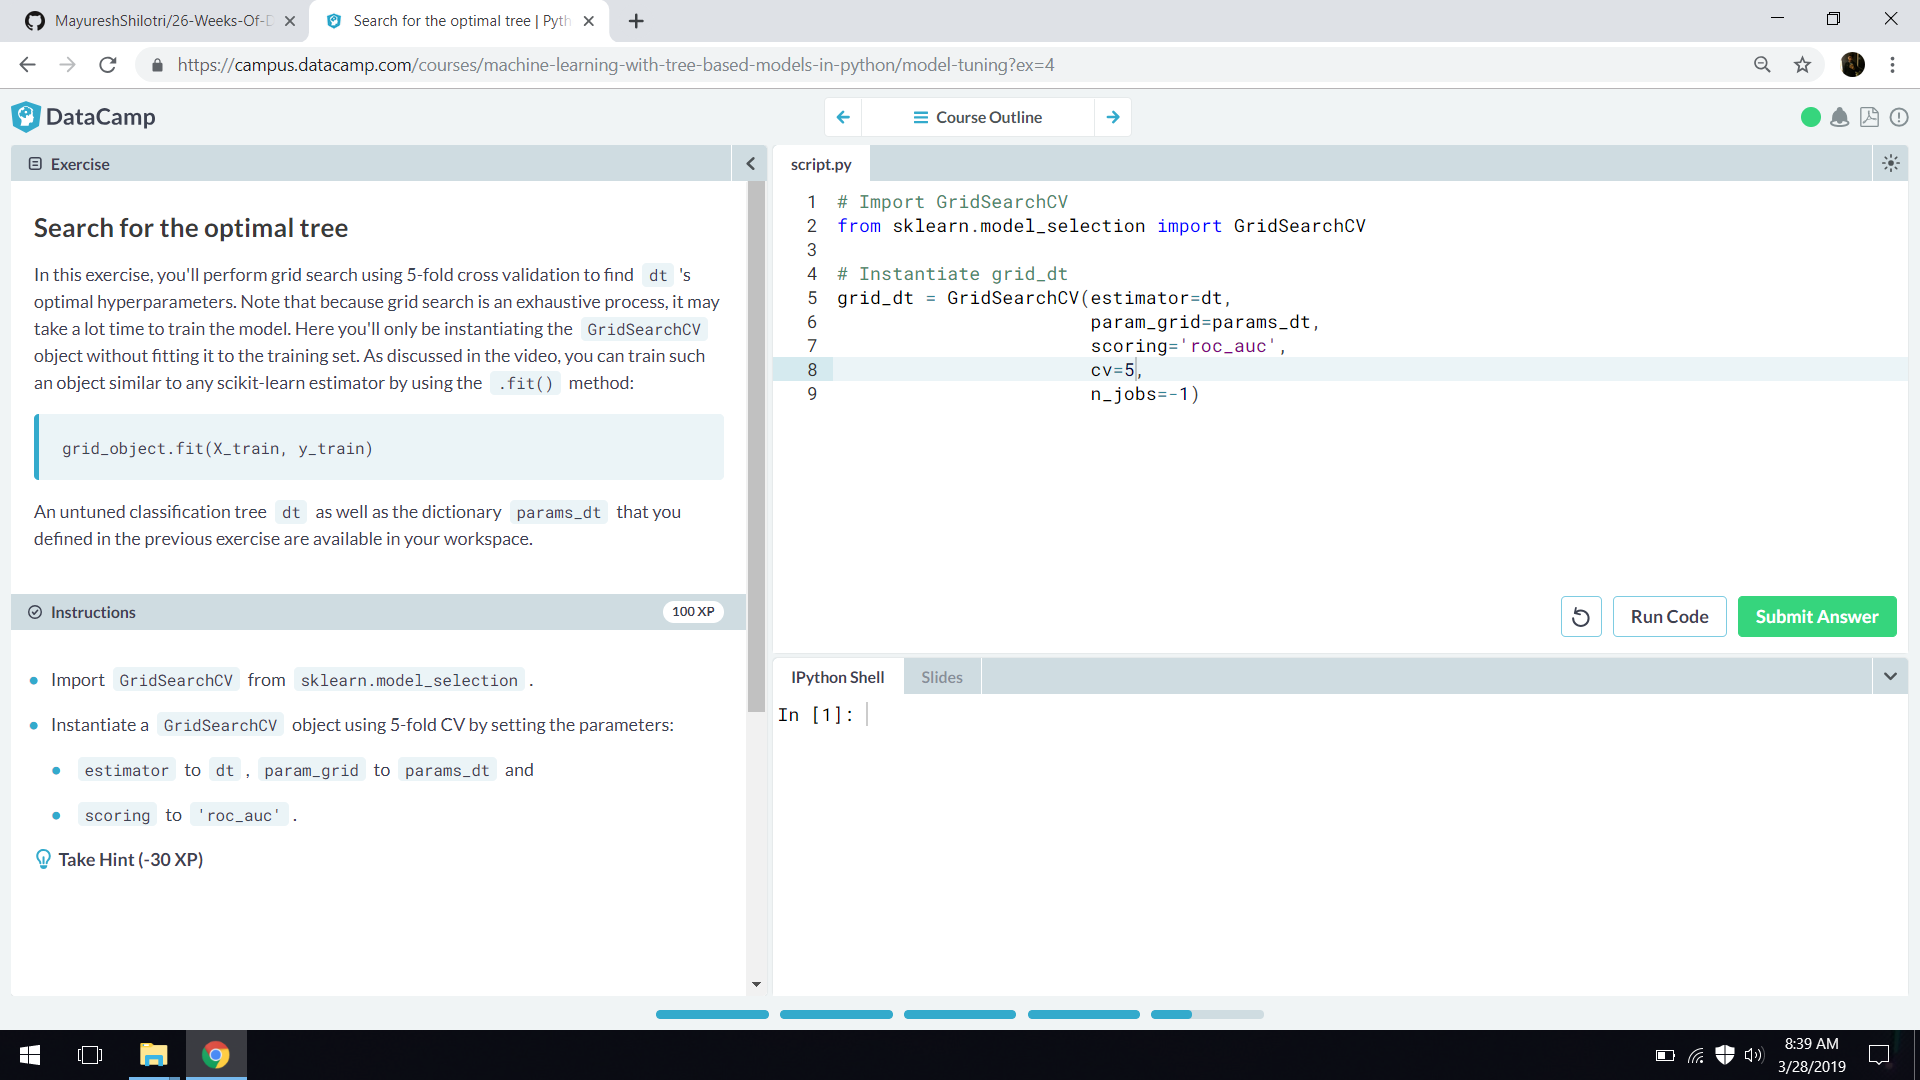 MayureshShilotri/26-Weeks-Of-D
Search for the optimal tree | Pyth
https://campus.datacamp.com/courses/machine-learning-with-tree-based-models-in-python/model-tuning?ex=4
DataCamp
Course Outline
Exercise
Search for the optimal tree
In this exercise, you'll perform grid search using 5-fold cross validation to find dt 's
optimal hyperparameters. Note that because grid search is an exhaustive process, it may
take a lot time to train the model. Here you'll only be instantiating the GridSearchCV
object without fitting it to the training set. As discussed in the video, you can train such
an object similar to any scikit-learn estimator by using the .fit() method:
grid_object.fit(X_train, y_train)
An untuned classification tree dt as well as the dictionary params_dt that you
defined in the previous exercise are available in your workspace.
Instructions
100 XP
Import GridSearchCV from sklearn.model_selection .
Instantiate a GridSearchCV object using 5-fold CV by setting the parameters:
estimator to dt , param_grid to params_dt and
scoring to 'roc_auc' .
Take Hint (-30 XP)
script.py
1 # Import GridSearchCV
2 from sklearn.model_selection import GridSearchCV
3
4 # Instantiate grid_dt
5 grid_dt = GridSearchCV(estimator=dt,
6 param_grid=params_dt,
7 scoring='roc_auc',
8 cv=5,
9 n_jobs=-1)
Run Code
Submit Answer
IPython Shell
Slides
In [1]:
8:39 AM
3/28/2019